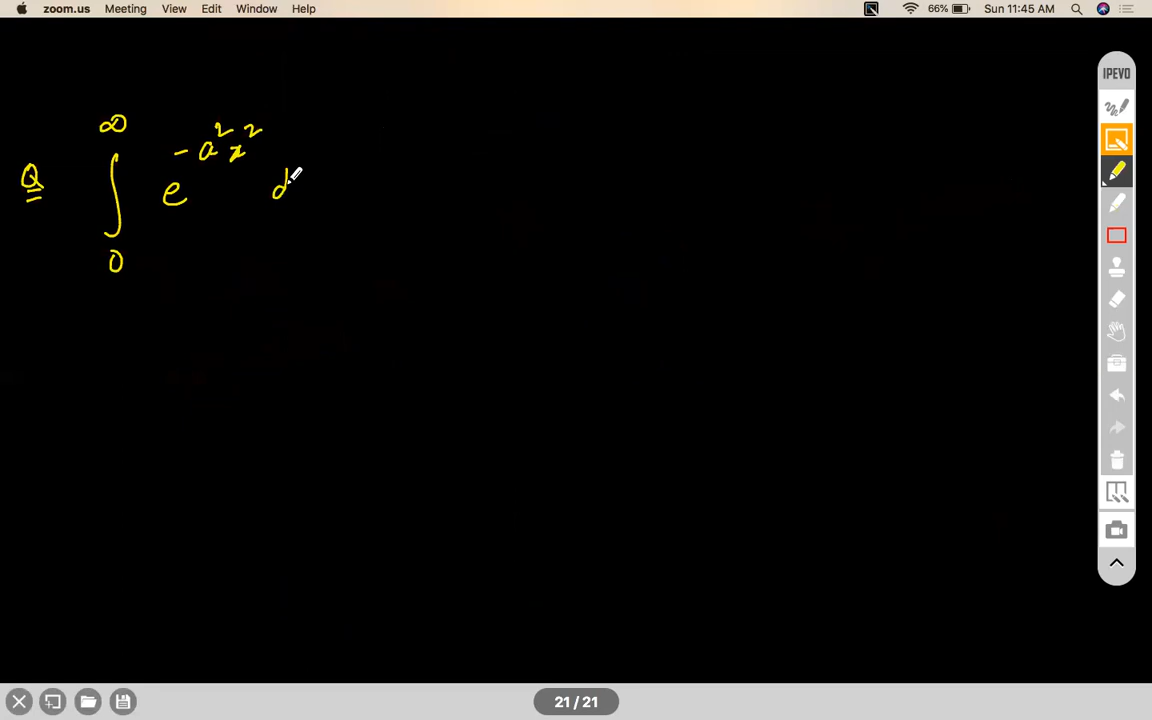 zoom.us Meeting View Edit Window Help 66% Sun 11:45 AM
IPEVO
Q ∫₀^∞ e^{-a²x²} d
21 / 21